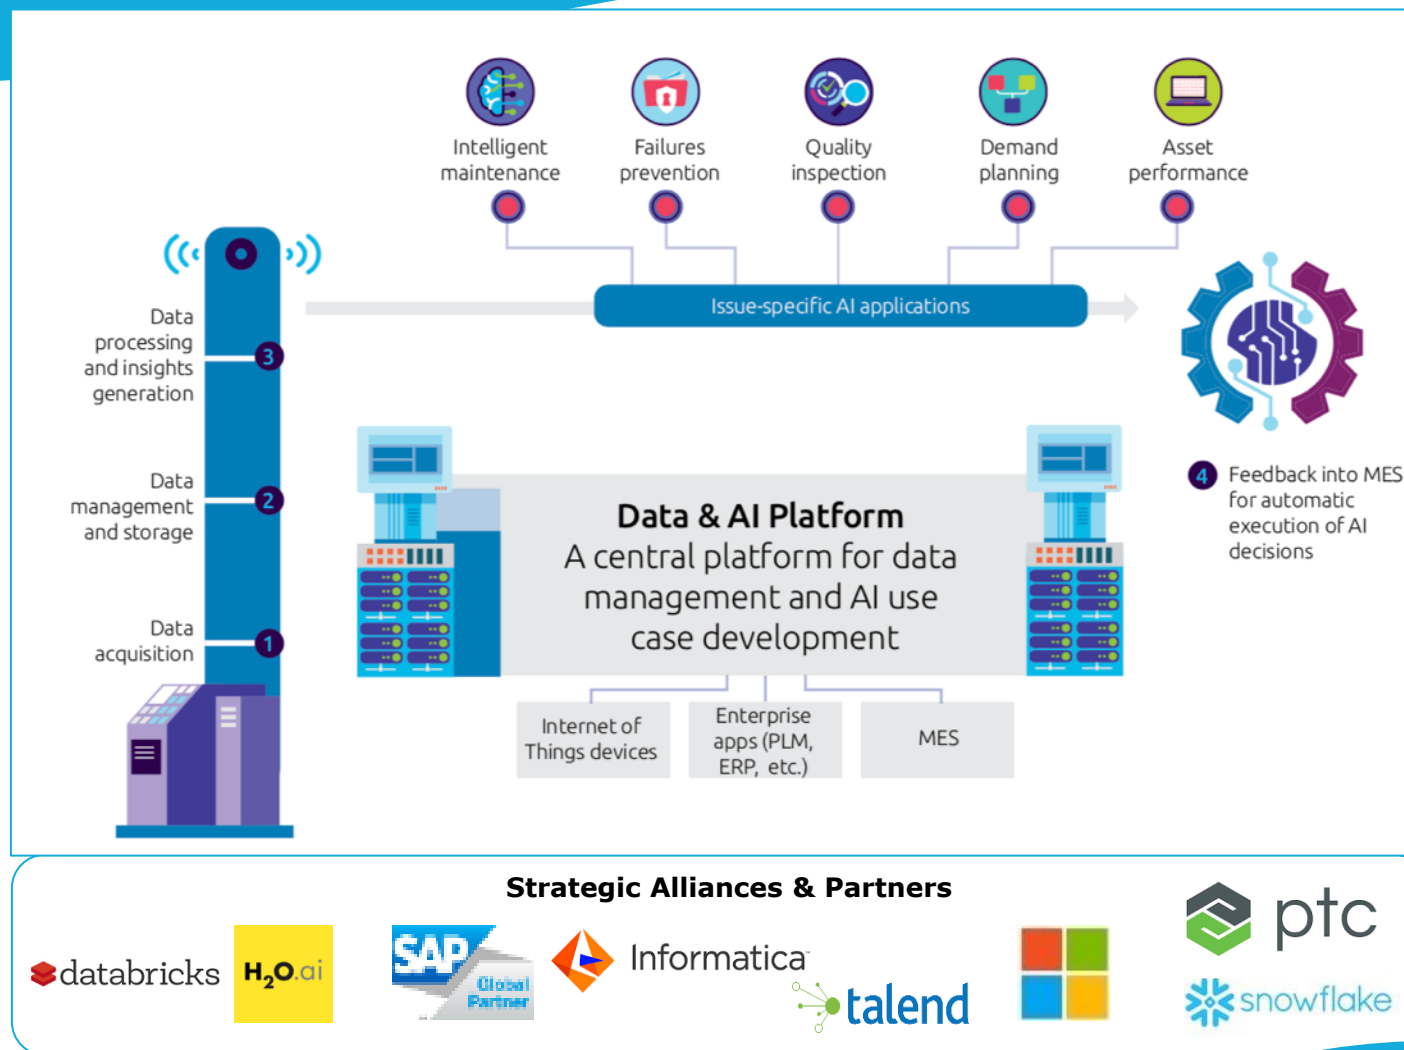 Intelligent
maintenance
Failures
prevention
Quality
inspection
Demand
planning
Asset
performance
Issue-specific AI applications
Data
processing
and insights
generation
3
Data
management
and storage
2
Data
acquisition
1
4
Feedback into MES
for automatic
execution of AI
decisions
Data & AI Platform
A central platform for data
management and AI use
case development
Internet of
Things devices
Enterprise
apps (PLM,
ERP, etc.)
MES
Strategic Alliances & Partners
databricks
H₂O.ai
SAP
Global
Partner
Informatica™
talend
ptc
snowflake